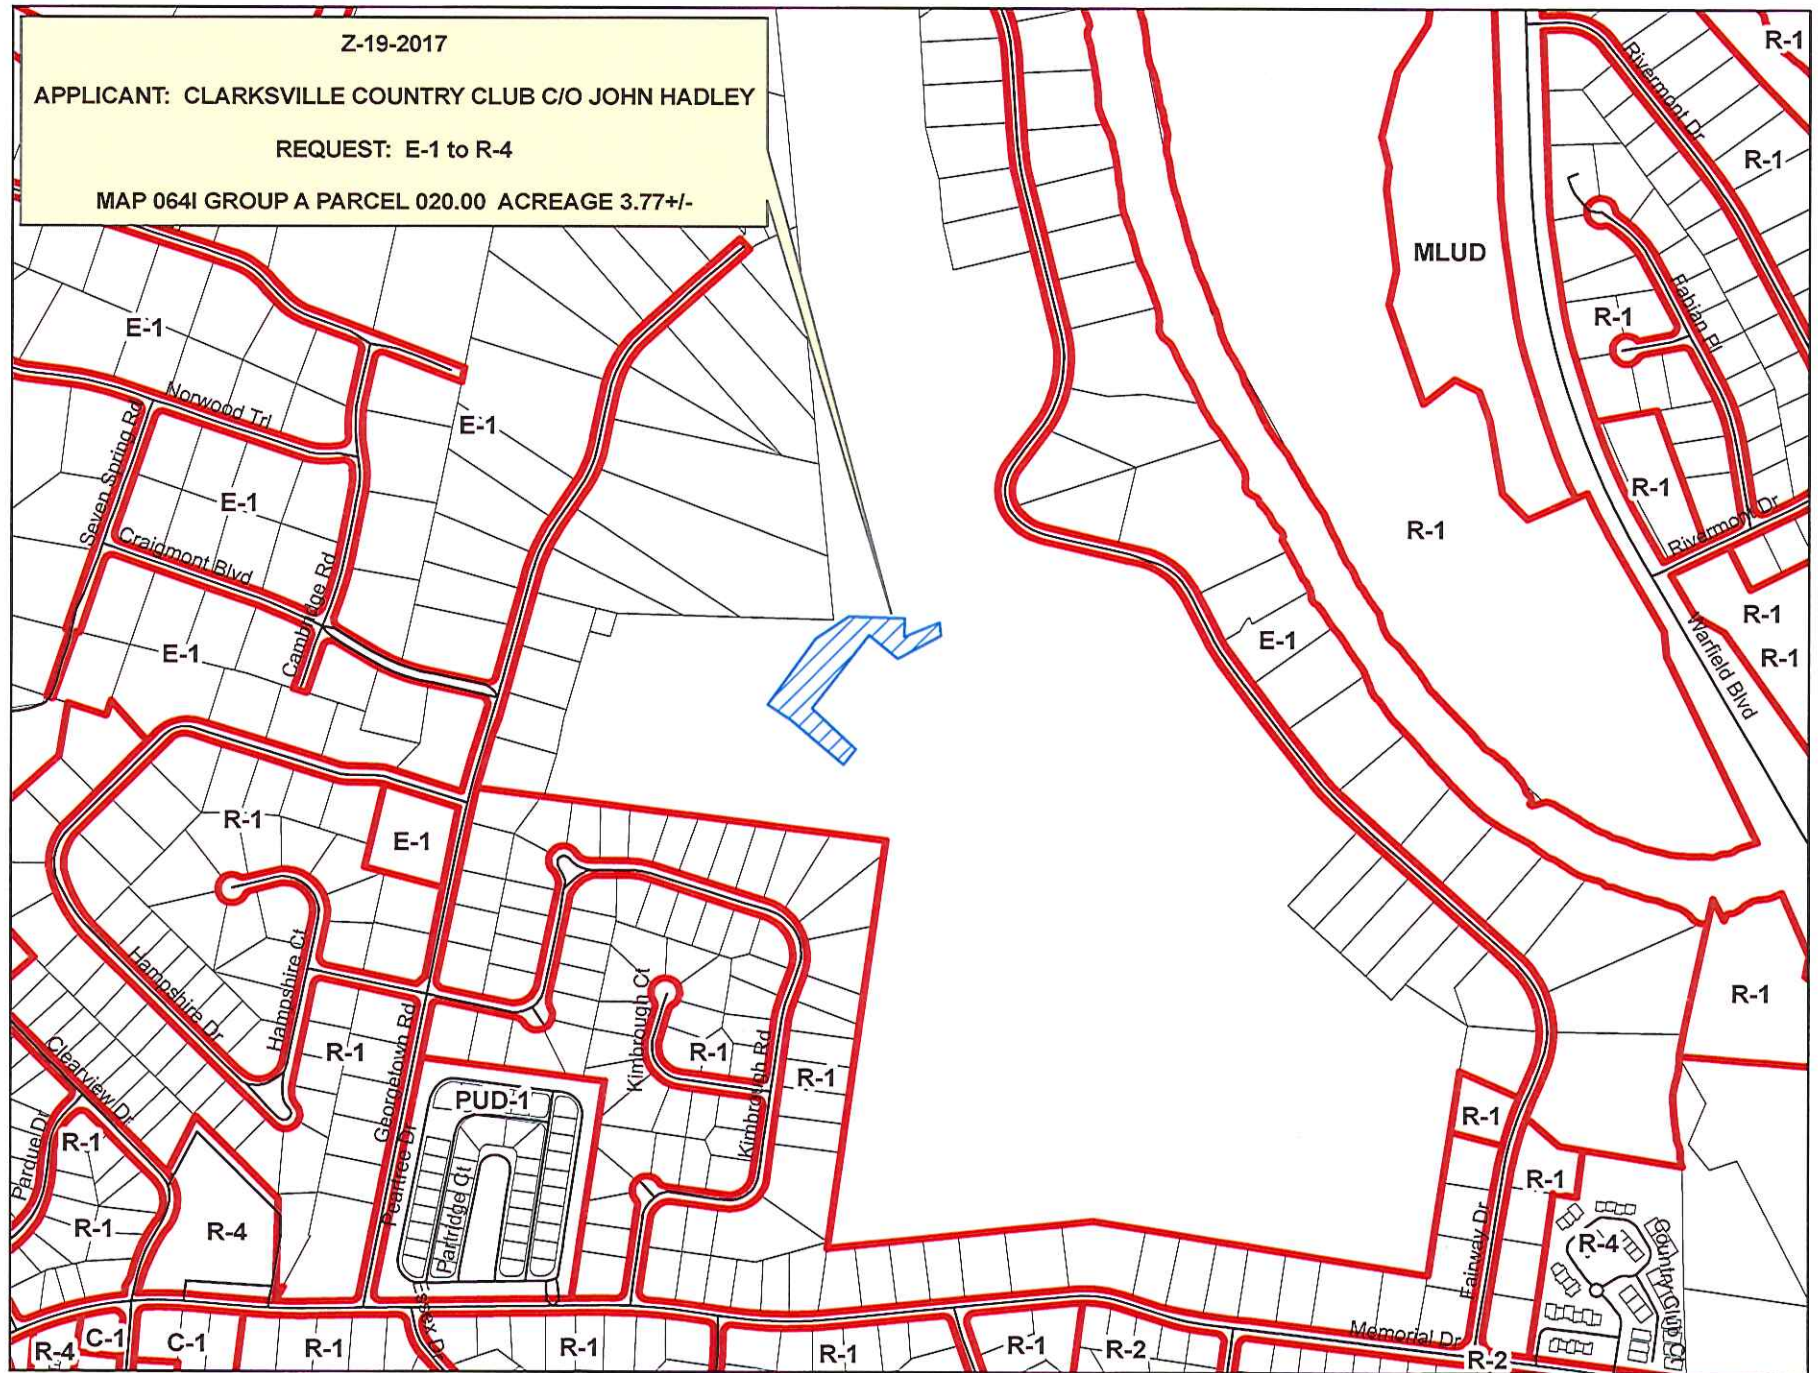 Z-19-2017
APPLICANT: CLARKSVILLE COUNTRY CLUB C/O JOHN HADLEY
REQUEST: E-1 to R-4
MAP 064I GROUP A PARCEL 020.00 ACREAGE 3.77+/-
R-1
Rivermont Dr
R-1
MLUD
Fabian Pl
R-1
E-1
Norwood Trl
Seven Spring Rd
E-1
E-1
R-1
R-1
Rivermont Dr
Craigmont Blvd
Cambridge Rd
E-1
E-1
R-1
R-1
Warfield Blvd
R-1
E-1
Hampshire Dr
Hampshire Ct
Kimbrough Ct
R-1
Georgetown Rd
R-1
R-1
Kimbrough Rd
R-1
Clearview Dr
PUD-1
R-1
Pardue Dr
R-1
Peartree Dr
Partridge Ct
R-1
R-1
R-4
Fairway Dr
R-4
Country Club Ct
Essex Dr
Memorial Dr
R-4
C-1
C-1
R-1
R-1
R-1
R-1
R-2
R-2